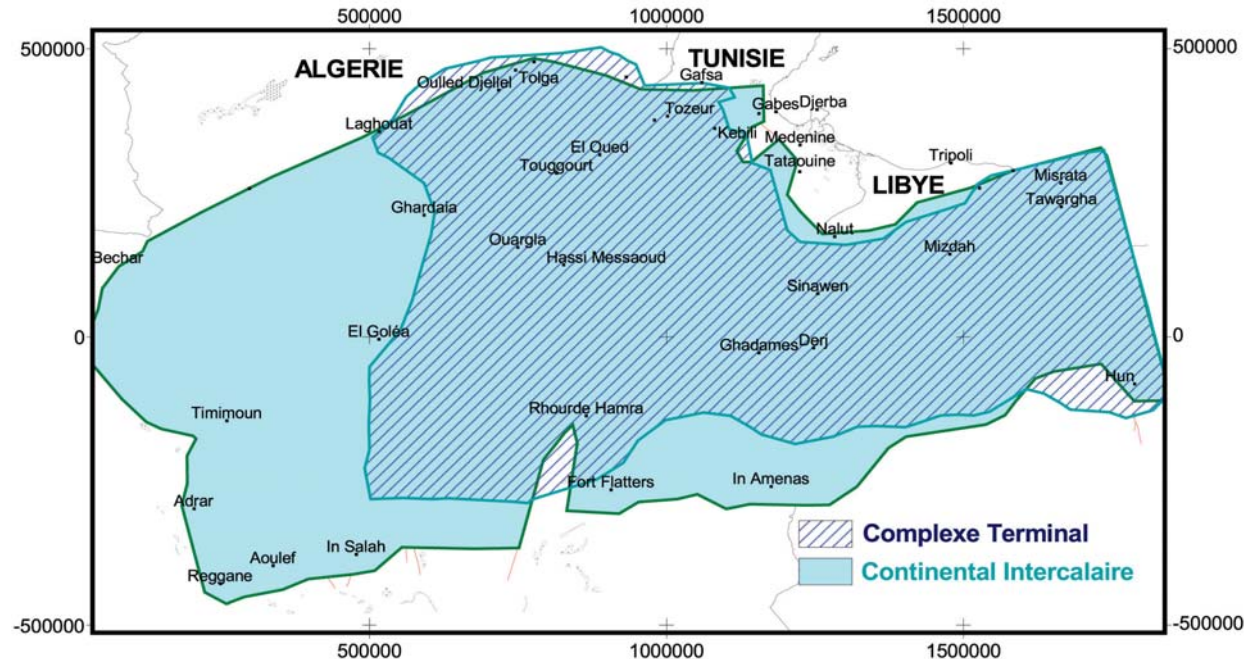 500000 1000000 1500000
500000 500000
ALGERIE TUNISIE
Oulled Djellel Tolga Gafsa
Tozeur Gabes Djerba
Laghouat Kebili Medenine
El Qued Tripoli
Touggourt Tataouine
LIBYE Misrata
Ghardaia Tawargha
Ouargla Nalut Mizdah
Bechar Hassi Messaoud
Sinawen
0 El Goléa 0
Ghadames Derj
Hun
Timimoun Rhourde Hamra
Fort Flatters In Amenas
Adrar
Complexe Terminal
In Salah
Aoulef Continental Intercalaire
Reggane
-500000 -500000
500000 1000000 1500000